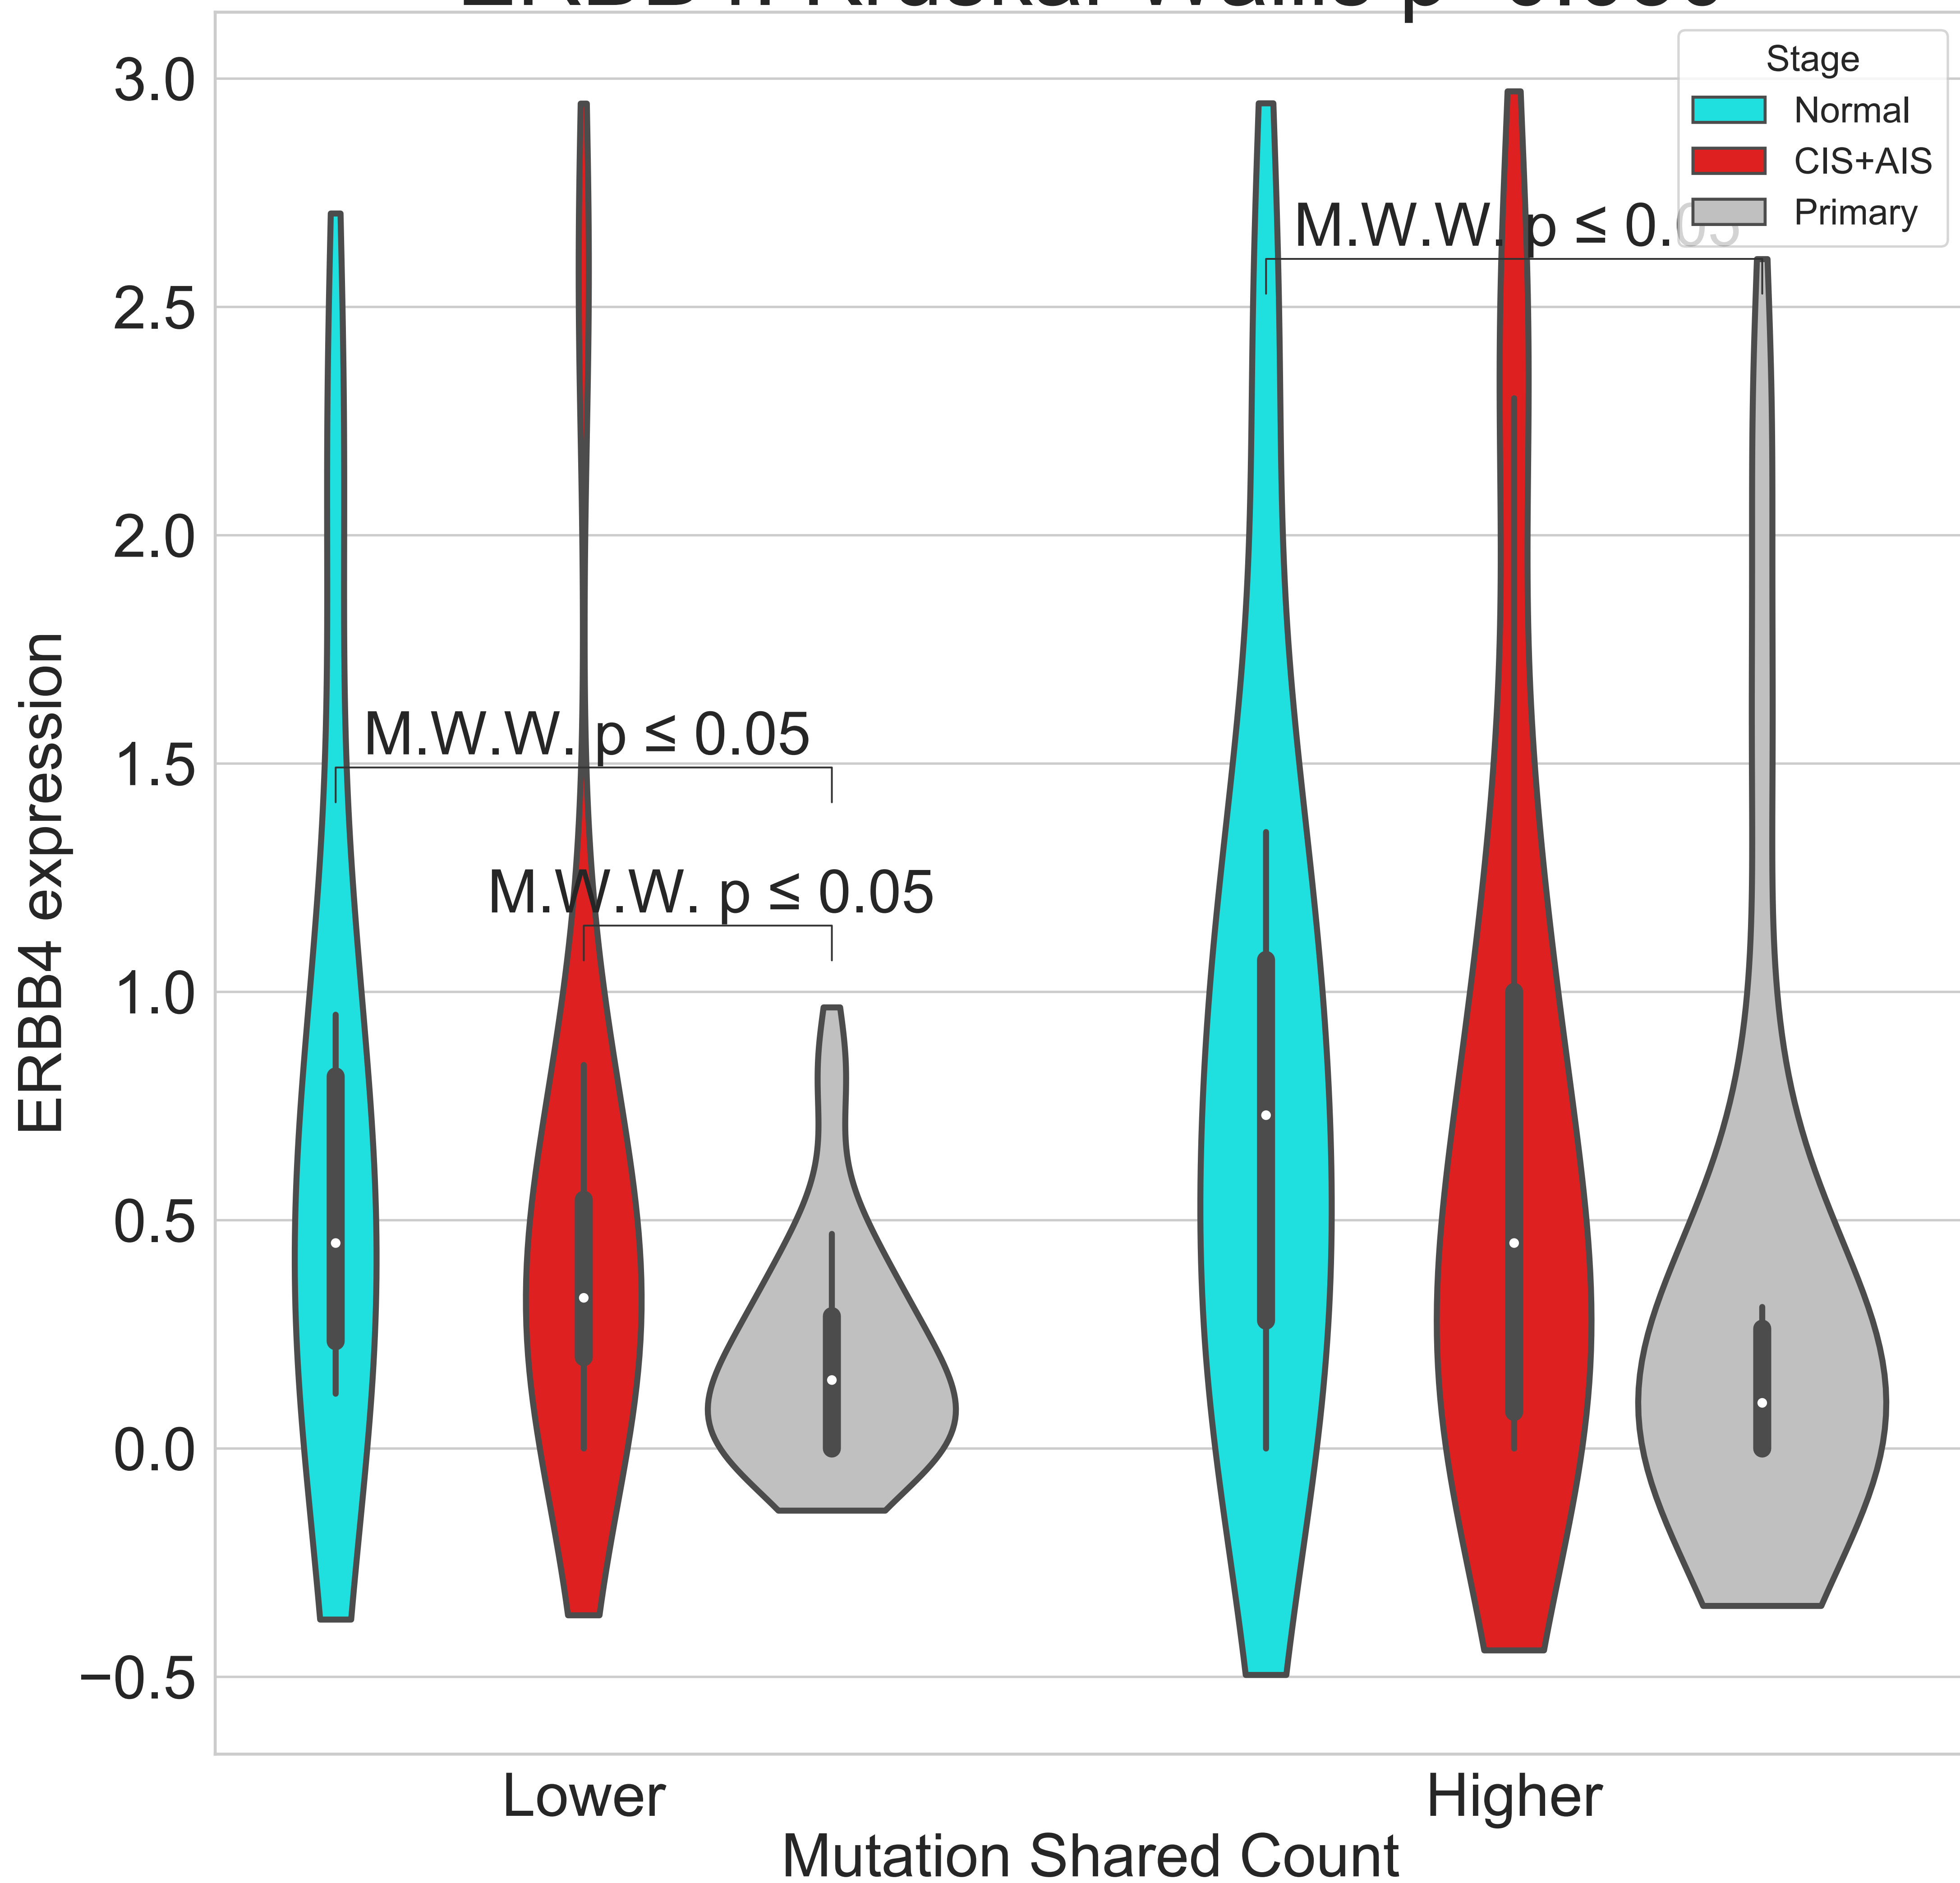 3.0
2.5
2.0
1.5
1.0
0.5
0.0
−0.5
ERBB4 expression
Stage
Normal
CIS+AIS
Primary
M.W.W. p ≤ 0.05
M.W.W. p ≤ 0.05
M.W.W. p ≤ 0.05
Lower
Higher
Mutation Shared Count